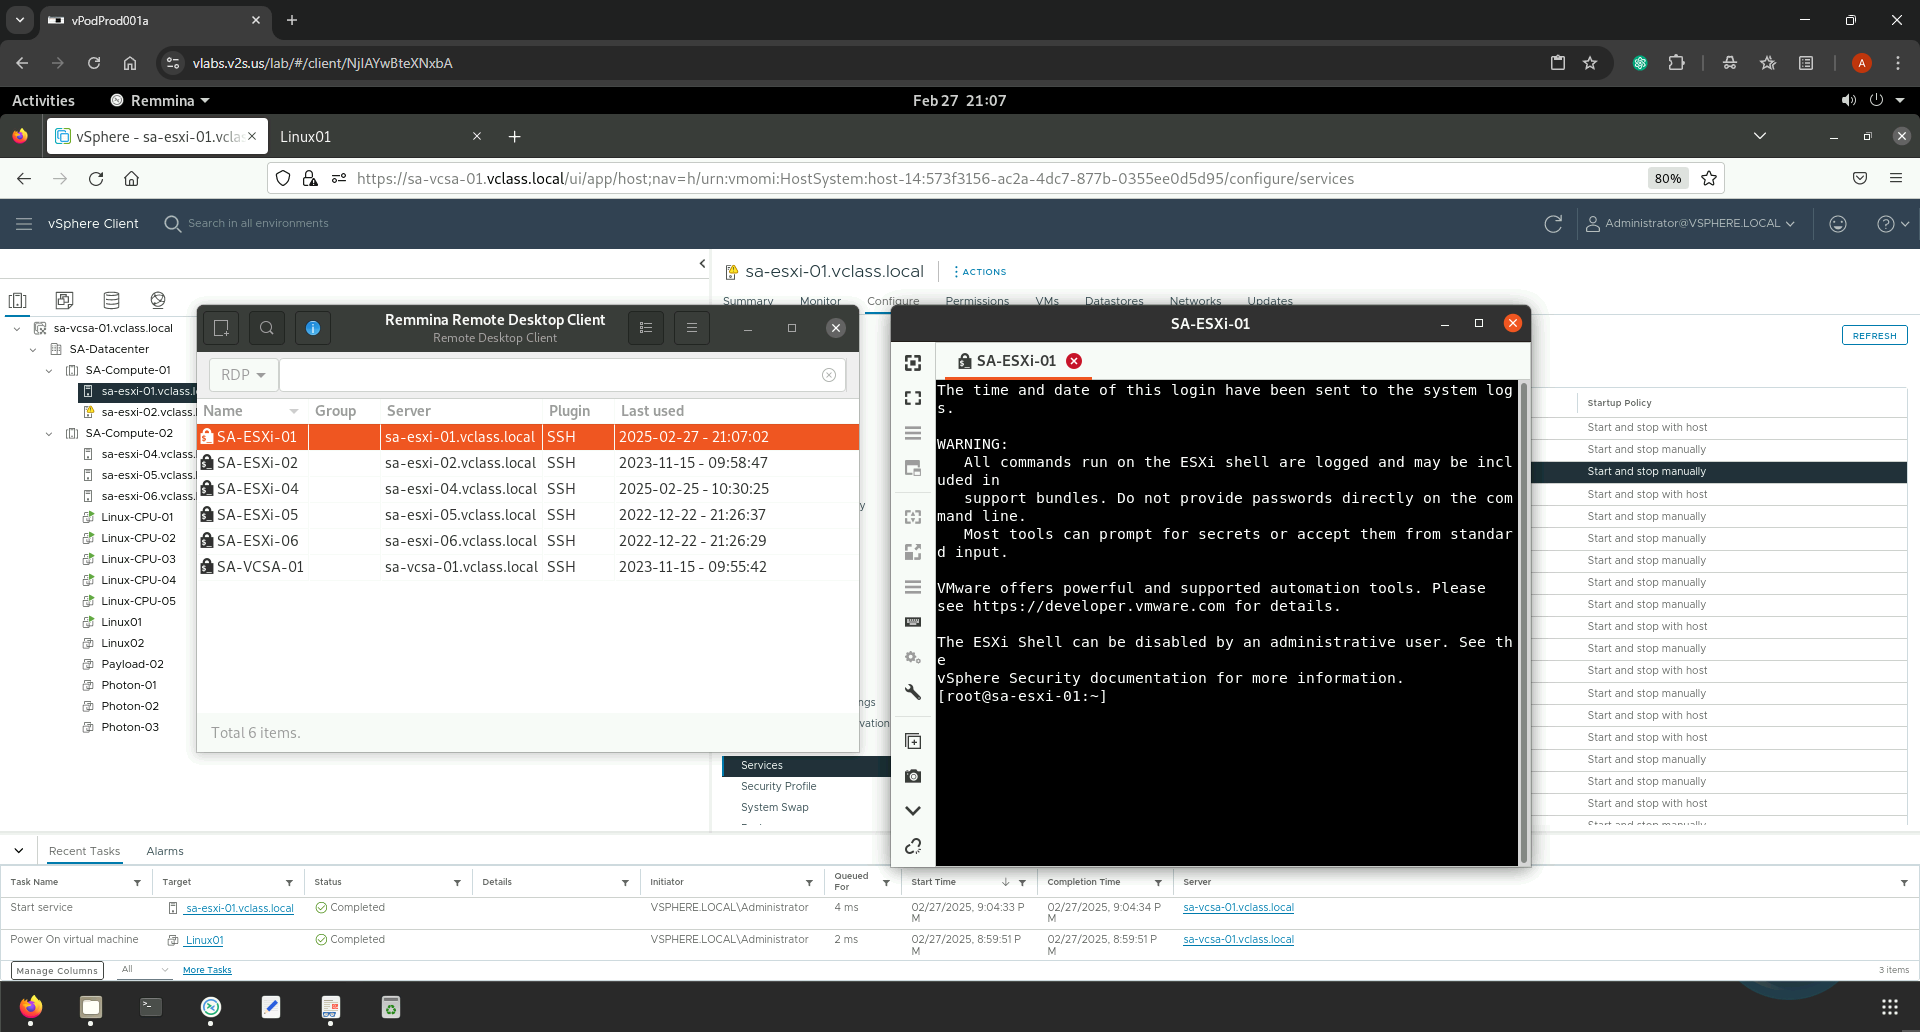 vPodProd001a
vlabs.v2s.us/lab/#/client/NjIAYwBteXNxbA
A
Activities
Remmina
Feb 27 21:07
vSphere - sa-esxi-01.vclas
Linux01
https://sa-vcsa-01.vclass.local/ui/app/host;nav=h/urn:vmomi:HostSystem:host-14:573f3156-ac2a-4dc7-877b-0355ee0d5d95/configure/services
80%
vSphere Client
Search in all environments
Administrator@VSPHERE.LOCAL
sa-esxi-01.vclass.local
ACTIONS
Summary Monitor Configure Permissions VMs Datastores Networks Updates
REFRESH
sa-vcsa-01.vclass.local
SA-Datacenter
SA-Compute-01
sa-esxi-01.vclass.l
sa-esxi-02.vclass.
SA-Compute-02
sa-esxi-04.vclass.
sa-esxi-05.vclass.
sa-esxi-06.vclass.
Linux-CPU-01
Linux-CPU-02
Linux-CPU-03
Linux-CPU-04
Linux-CPU-05
Linux01
Linux02
Payload-02
Photon-01
Photon-02
Photon-03
Remmina Remote Desktop Client
Remote Desktop Client
RDP
Name Group Server Plugin Last used
SA-ESXi-01 sa-esxi-01.vclass.local SSH 2025-02-27 - 21:07:02
SA-ESXi-02 sa-esxi-02.vclass.local SSH 2023-11-15 - 09:58:47
SA-ESXi-04 sa-esxi-04.vclass.local SSH 2025-02-25 - 10:30:25
SA-ESXi-05 sa-esxi-05.vclass.local SSH 2022-12-22 - 21:26:37
SA-ESXi-06 sa-esxi-06.vclass.local SSH 2022-12-22 - 21:26:29
SA-VCSA-01 sa-vcsa-01.vclass.local SSH 2023-11-15 - 09:55:42
Total 6 items.
y
ngs
vation
Services
Security Profile
System Swap
SA-ESXi-01
SA-ESXi-01
The time and date of this login have been sent to the system log
s.
WARNING:
All commands run on the ESXi shell are logged and may be incl
uded in
support bundles. Do not provide passwords directly on the com
mand line.
Most tools can prompt for secrets or accept them from standar
d input.
VMware offers powerful and supported automation tools. Please
see https://developer.vmware.com for details.
The ESXi Shell can be disabled by an administrative user. See th
e
vSphere Security documentation for more information.
[root@sa-esxi-01:~]
Startup Policy
Start and stop with host
Start and stop manually
Start and stop manually
Start and stop with host
Start and stop manually
Start and stop manually
Start and stop manually
Start and stop manually
Start and stop manually
Start and stop with host
Start and stop manually
Start and stop with host
Start and stop manually
Start and stop with host
Start and stop with host
Start and stop manually
Start and stop manually
Start and stop with host
Start and stop manually
Recent Tasks Alarms
Task Name Target Status Details Initiator Queued For Start Time Completion Time Server
Start service sa-esxi-01.vclass.local Completed VSPHERE.LOCAL\Administrator 4 ms 02/27/2025, 9:04:33 PM 02/27/2025, 9:04:34 PM sa-vcsa-01.vclass.local
Power On virtual machine Linux01 Completed VSPHERE.LOCAL\Administrator 2 ms 02/27/2025, 8:59:51 PM 02/27/2025, 8:59:51 PM sa-vcsa-01.vclass.local
Manage Columns All More Tasks 3 items